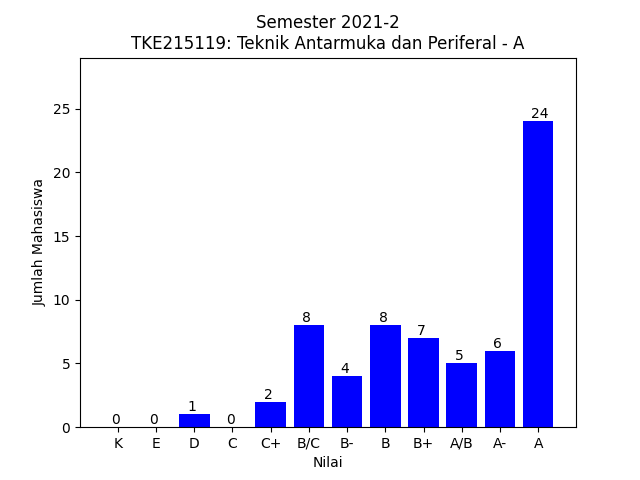 Semester 2021-2
TKE215119: Teknik Antarmuka dan Periferal - A
Jumlah Mahasiswa
25
20
15
10
5
0
0 0 1 0 2 8 4 8 7 5 6 24
K E D C C+ B/C B- B B+ A/B A- A
Nilai